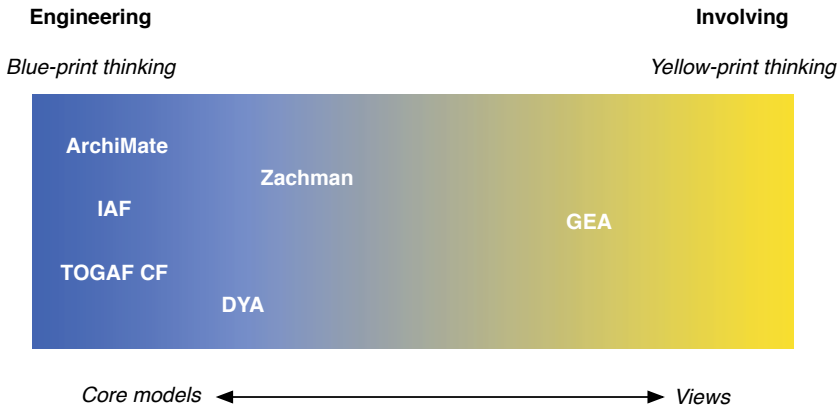 Engineering
Involving
Blue-print thinking
Yellow-print thinking
ArchiMate
Zachman
IAF
GEA
TOGAF CF
DYA
Core models
Views